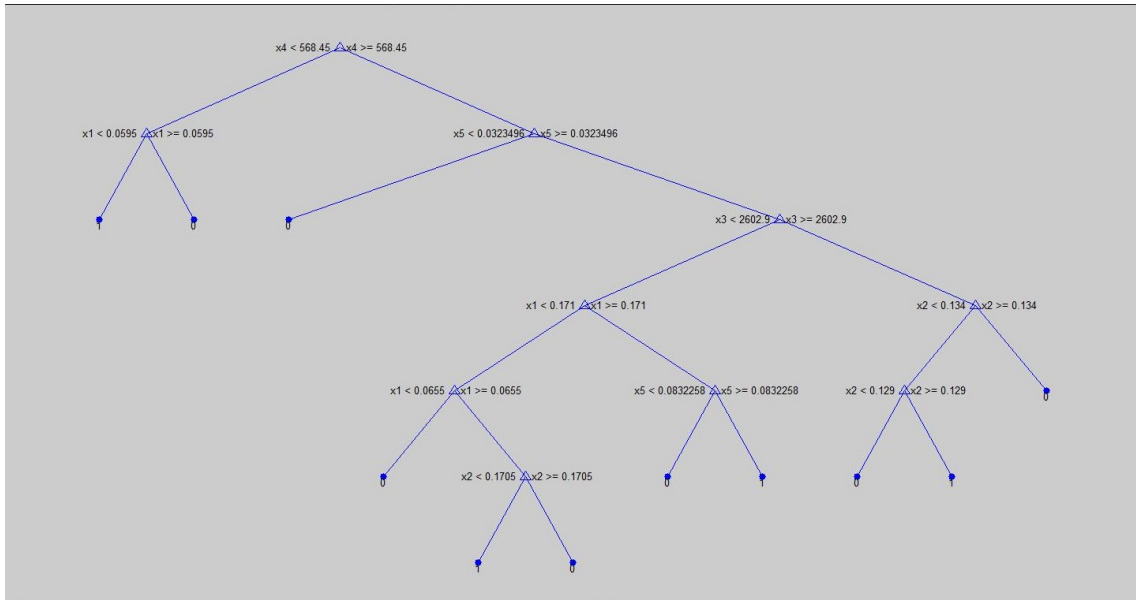 x4 < 568.45 x4 >= 568.45
x1 < 0.0595 x1 >= 0.0595 x5 < 0.0323496 x5 >= 0.0323496
1 0 0 x3 < 2602.9 x3 >= 2602.9
x1 < 0.171 x1 >= 0.171 x2 < 0.134 x2 >= 0.134
x1 < 0.0655 x1 >= 0.0655 x5 < 0.0832258 x5 >= 0.0832258 x2 < 0.129 x2 >= 0.129 0
0 x2 < 0.1705 x2 >= 0.1705 0 1 0 1
1 0